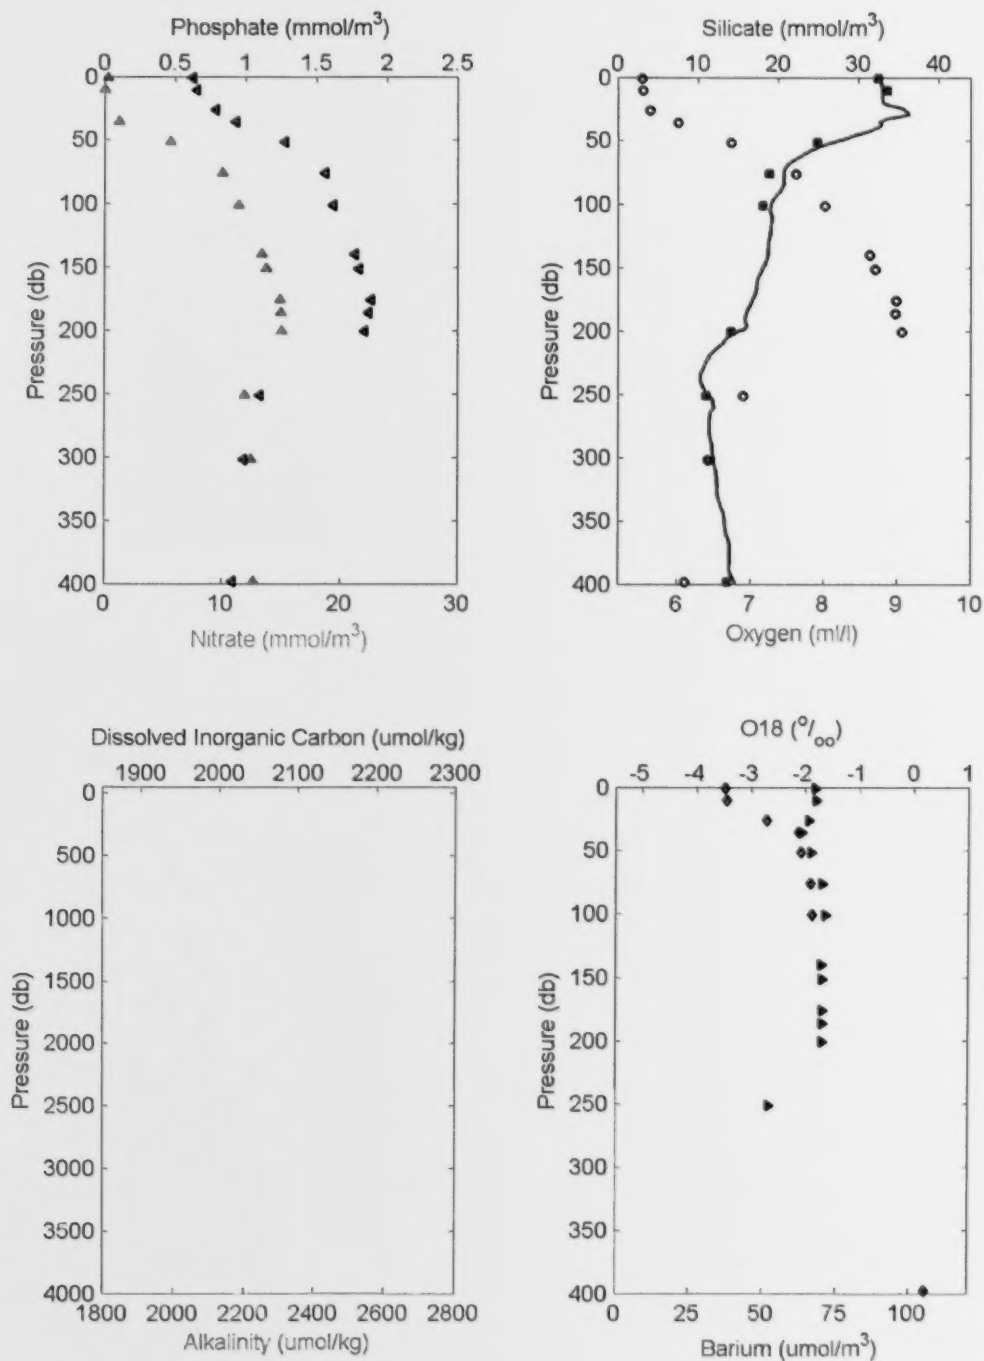 Phosphate (mmol/m³)
0 0.5 1 1.5 2 2.5
0
50
100
150
200
250
300
350
400
Pressure (db)
0 10 20 30
Nitrate (mmol/m³)
Silicate (mmol/m³)
0 10 20 30 40
0
50
100
150
200
250
300
350
400
Pressure (db)
6 7 8 9 10
Oxygen (ml/l)
Dissolved Inorganic Carbon (umol/kg)
1900 2000 2100 2200 2300
0
500
1000
1500
2000
2500
3000
3500
4000
Pressure (db)
1800 2000 2200 2400 2600 2800
Alkalinity (umol/kg)
O18 (⁰/₀₀)
-5 -4 -3 -2 -1 0 1
0
50
100
150
200
250
300
350
400
Pressure (db)
0 25 50 75 100
Barium (umol/m³)